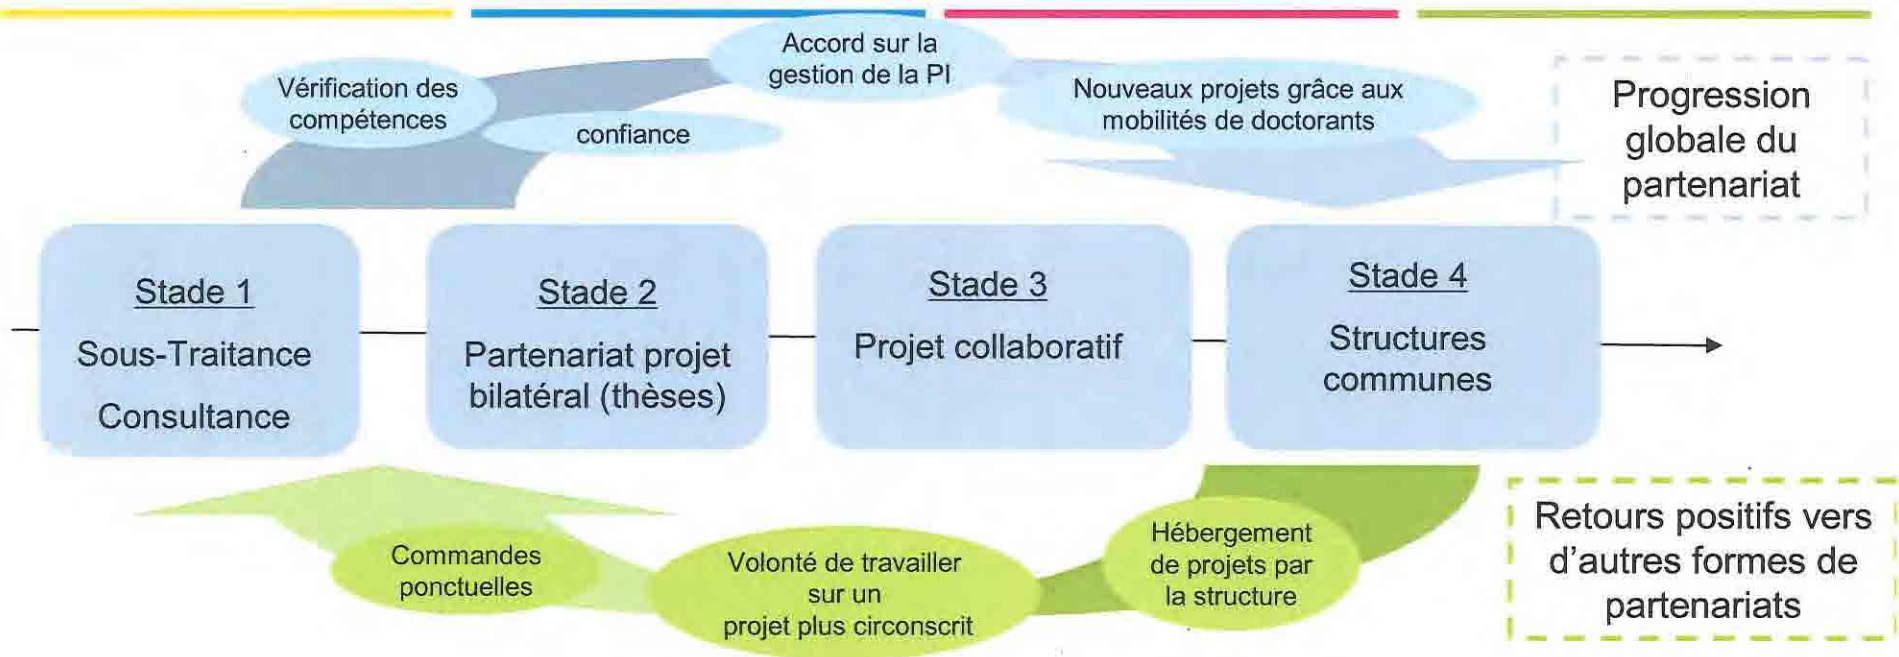 Accord sur la
gestion de la PI
Vérification des
compétences
confiance
Nouveaux projets grâce aux
mobilités de doctorants
Progression
globale du
partenariat
Stade 1
Sous-Traitance
Consultance
Stade 2
Partenariat projet
bilatéral (thèses)
Stade 3
Projet collaboratif
Stade 4
Structures
communes
Commandes
ponctuelles
Volonté de travailler
sur un
projet plus circonscrit
Hébergement
de projets par
la structure
Retours positifs vers
d'autres formes de
partenariats